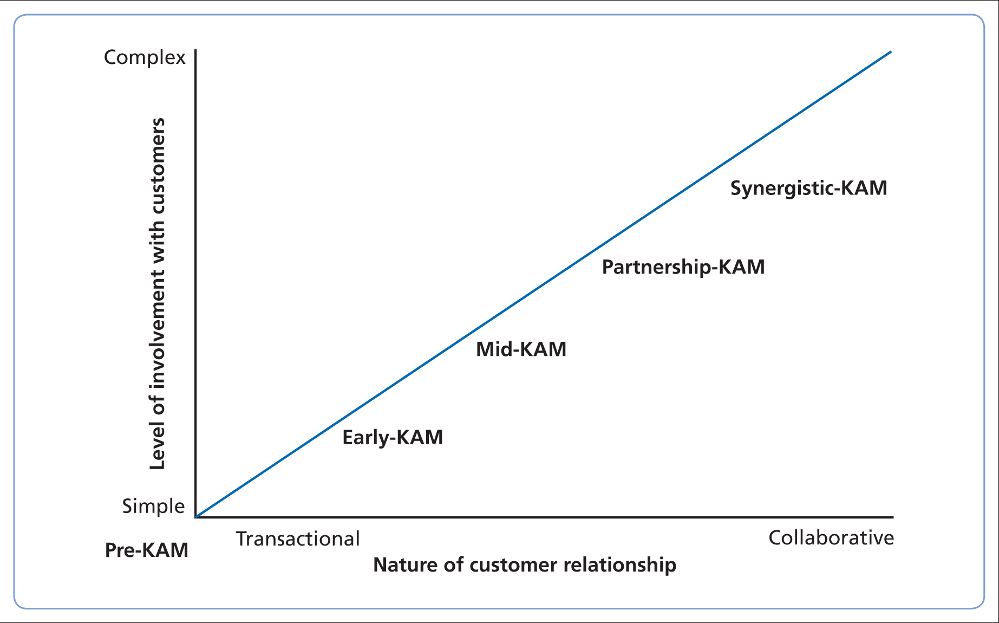 Complex
Level of involvement with customers
Synergistic-KAM
Partnership-KAM
Mid-KAM
Early-KAM
Simple
Transactional
Collaborative
Pre-KAM
Nature of customer relationship